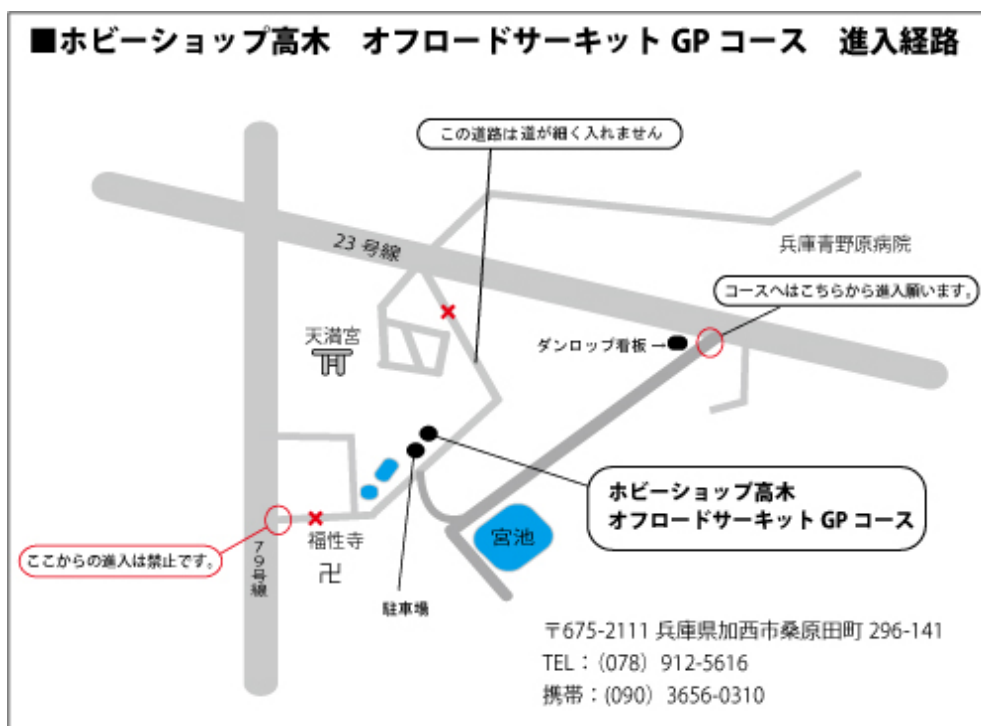 ■ホビーショップ高木　オフロードサーキット GP コース　進入経路
この道路は道が細く入れません
23 号線
兵庫青野原病院
コースへはこちらから進入願います。
天満宮
ダンロップ看板→
ホビーショップ高木
オフロードサーキット GP コース
宮池
福性寺
卍
ここからの進入は禁止です。
79号線
駐車場
〒675-2111 兵庫県加西市桑原田町 296-141
TEL：(078）912-5616
携帯：(090）3656-0310